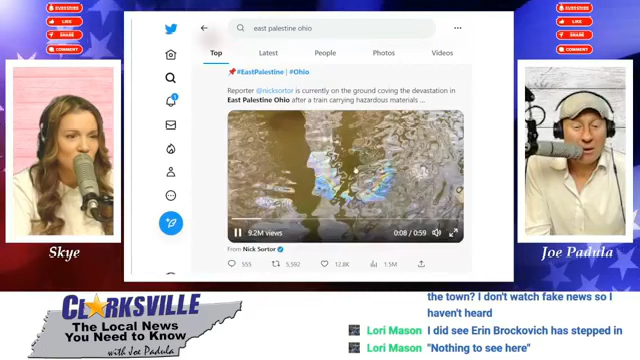 SUBSCRIBE
LIKE
SHARE
COMMENT
SUBSCRIBE
LIKE
SHARE
COMMENT
east palestine ohio
Top
Latest
People
Photos
Videos
#EastPalestine | #Ohio
Reporter @nicksortor is currently on the ground coving the devastation in
East Palestine Ohio after a train carrying hazardous materials ...
9.2M views
0:08 / 0:59
From Nick Sortor
555
5,592
12.8K
1.5M
Skye
Joe Padula
CLARKSVILLE
The Local News
You Need to Know
with Joe Padula
the town? I don't watch fake news so I
haven't heard
Lori Mason I did see Erin Brockovich has stepped in
Lori Mason "Nothing to see here"